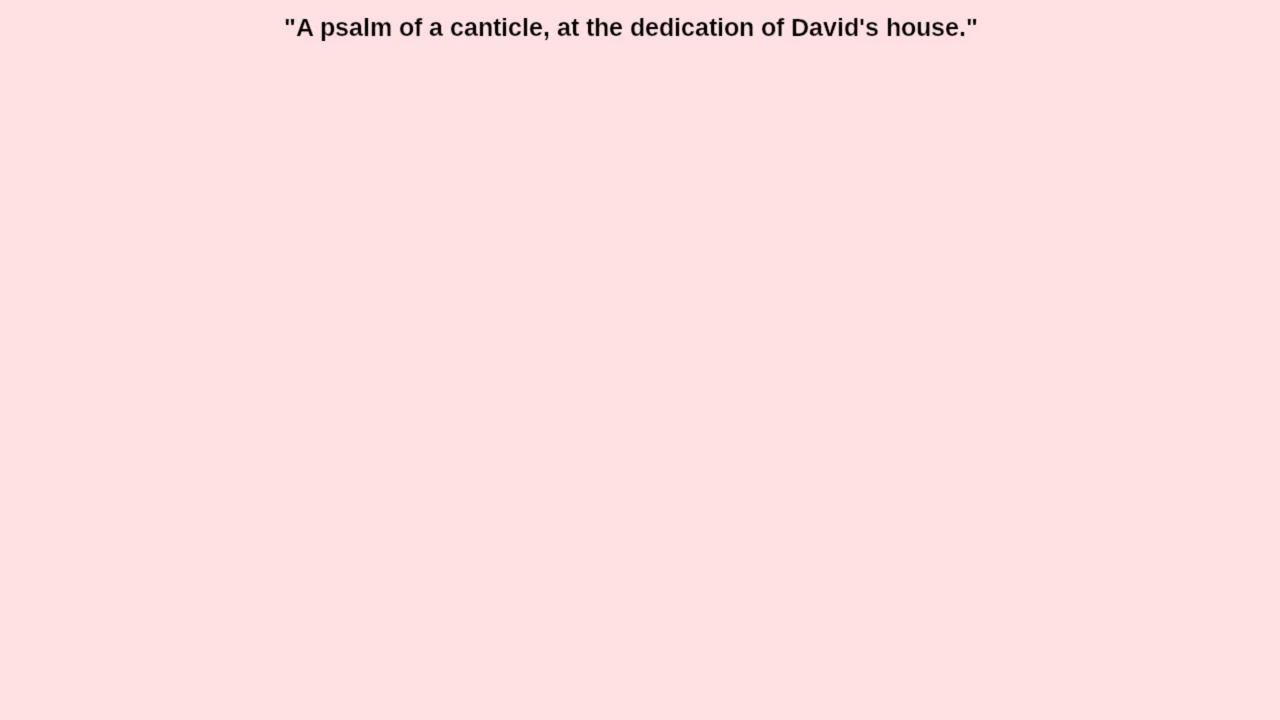 "A psalm of a canticle, at the dedication of David's house."